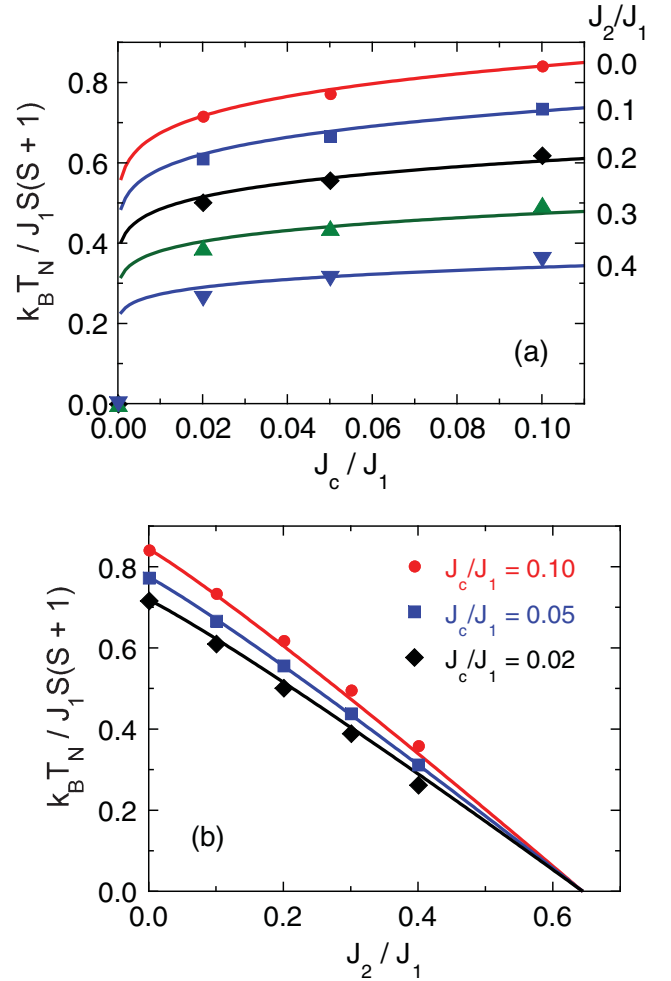 J_2/J_1
0.0
0.1
0.2
0.3
0.4
k_B T_N / J_1 S(S + 1)
0.8
0.6
0.4
0.2
0.0
(a)
0.00 0.02 0.04 0.06 0.08 0.10
J_c / J_1
k_B T_N / J_1 S(S + 1)
0.8
0.6
0.4
0.2
0.0
J_c/J_1 = 0.10
J_c/J_1 = 0.05
J_c/J_1 = 0.02
(b)
0.0 0.2 0.4 0.6
J_2 / J_1